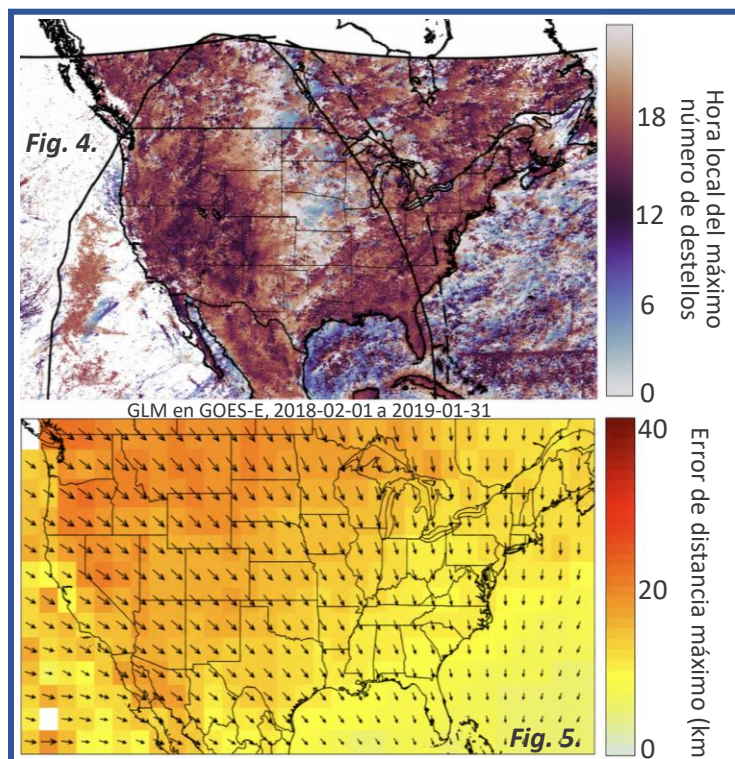 Fig. 4.
18
12
6
0
Hora local del máximo
número de destellos
GLM en GOES-E, 2018-02-01 a 2019-01-31
40
20
0
Error de distancia máximo (km
Fig. 5.